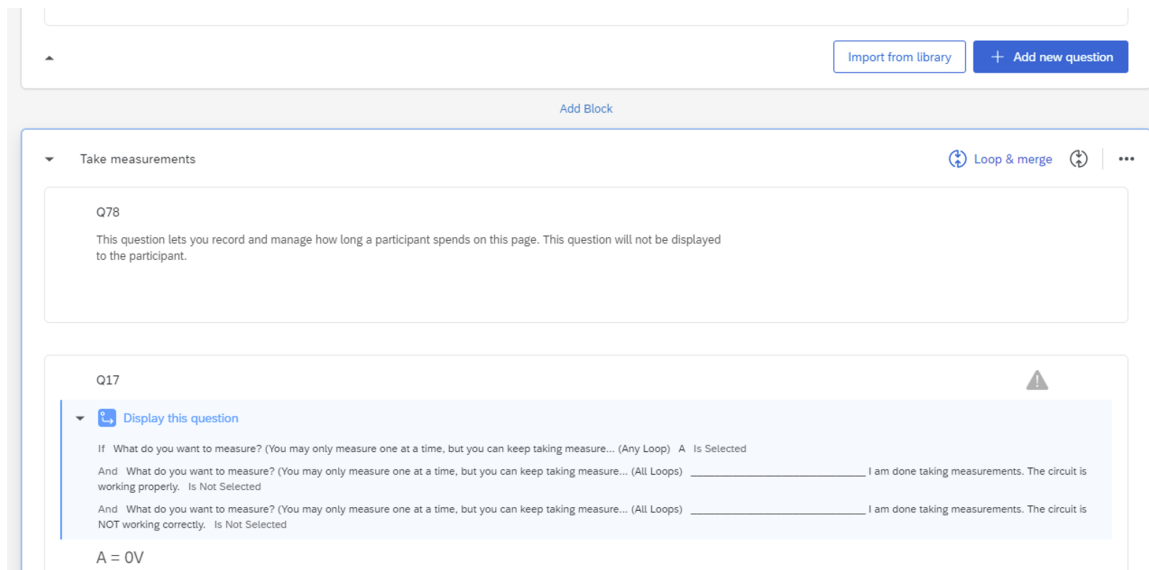 Import from library
+ Add new question
Add Block
Take measurements
Loop & merge
Q78
This question lets you record and manage how long a participant spends on this page. This question will not be displayed
to the participant.
Q17
Display this question
If What do you want to measure? (You may only measure one at a time, but you can keep taking measure... (Any Loop) A Is Selected
And What do you want to measure? (You may only measure one at a time, but you can keep taking measure... (All Loops) ______________________________ I am done taking measurements. The circuit is
working properly. Is Not Selected
And What do you want to measure? (You may only measure one at a time, but you can keep taking measure... (All Loops) ______________________________ I am done taking measurements. The circuit is
NOT working correctly. Is Not Selected
A = 0V